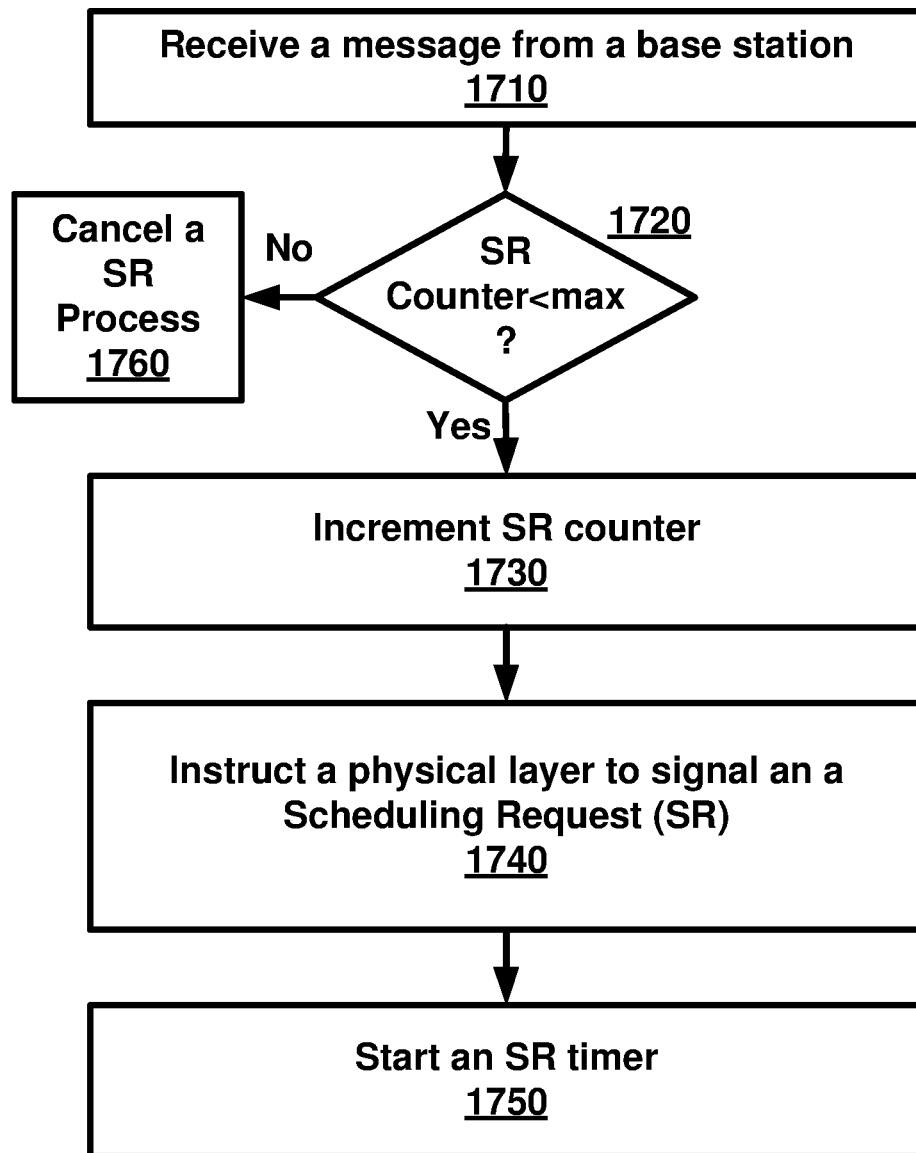 Receive a message from a base station
1710
1720
SR
Counter<max
?
No
Cancel a
SR
Process
1760
Yes
Increment SR counter
1730
Instruct a physical layer to signal an a
Scheduling Request (SR)
1740
Start an SR timer
1750